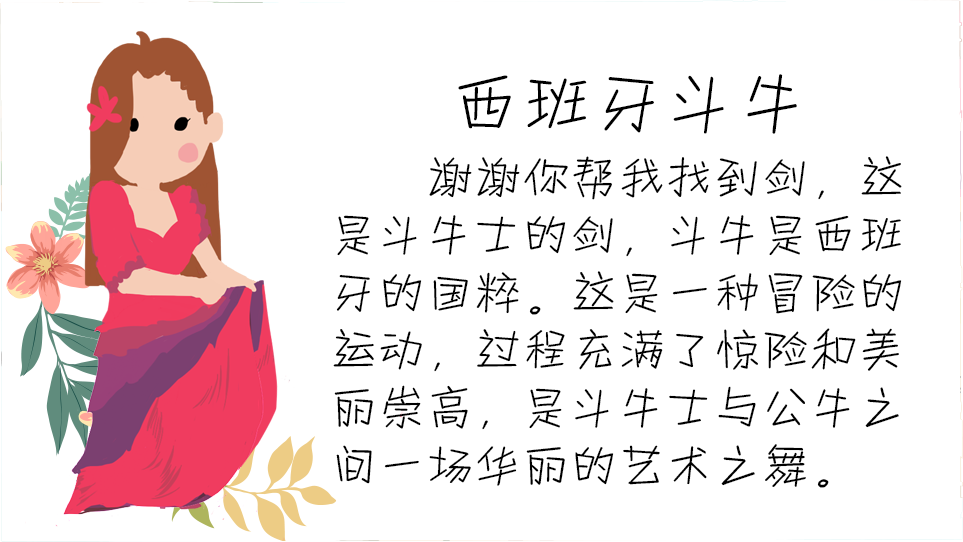 西班牙斗牛
谢谢你帮我找到剑，这
是斗牛士的剑，斗牛是西班
牙的国粹。这是一种冒险的
运动，过程充满了惊险和美
丽崇高，是斗牛士与公牛之
间一场华丽的艺术之舞。